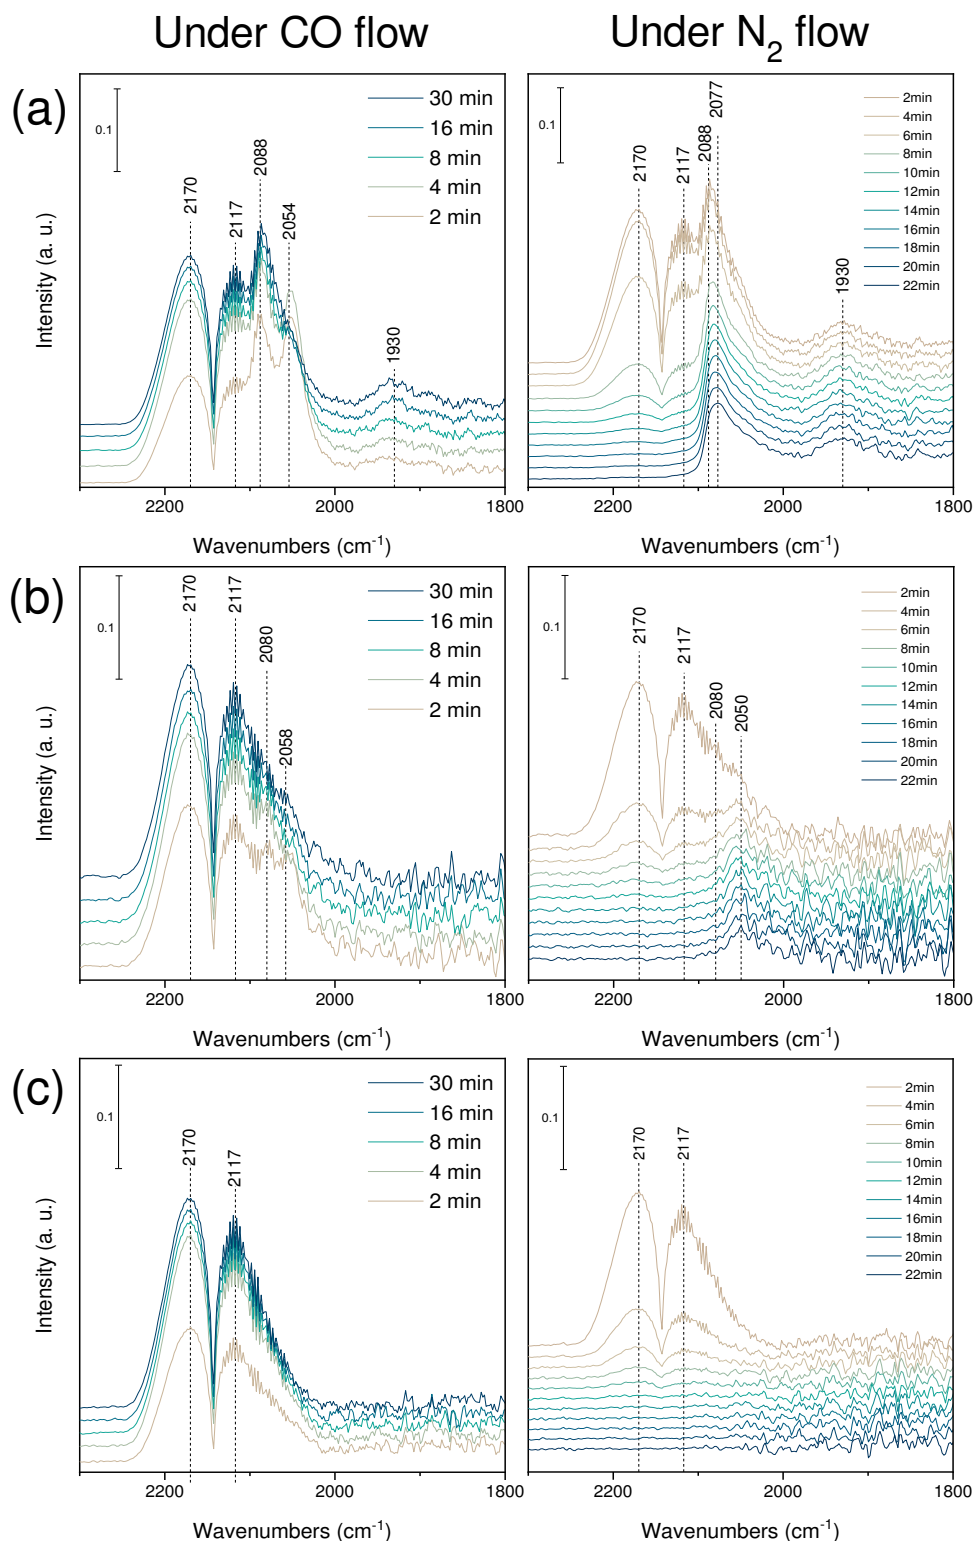 Under CO flow
Under N2 flow
(a)
0.1
30 min
16 min
8 min
4 min
2 min
2170
2117
2088
2054
1930
Intensity (a. u.)
2200
2000
1800
Wavenumbers (cm-1)
0.1
2min
4min
6min
8min
10min
12min
14min
16min
18min
20min
22min
2170
2117
2088
2077
1930
2200
2000
1800
Wavenumbers (cm-1)
(b)
0.1
30 min
16 min
8 min
4 min
2 min
2170
2117
2080
2058
Intensity (a. u.)
2200
2000
1800
Wavenumbers (cm-1)
0.1
2min
4min
6min
8min
10min
12min
14min
16min
18min
20min
22min
2170
2117
2080
2050
2200
2000
1800
Wavenumbers (cm-1)
(c)
0.1
30 min
16 min
8 min
4 min
2 min
2170
2117
Intensity (a. u.)
2200
2000
1800
Wavenumbers (cm-1)
0.1
2min
4min
6min
8min
10min
12min
14min
16min
18min
20min
22min
2170
2117
2200
2000
1800
Wavenumbers (cm-1)